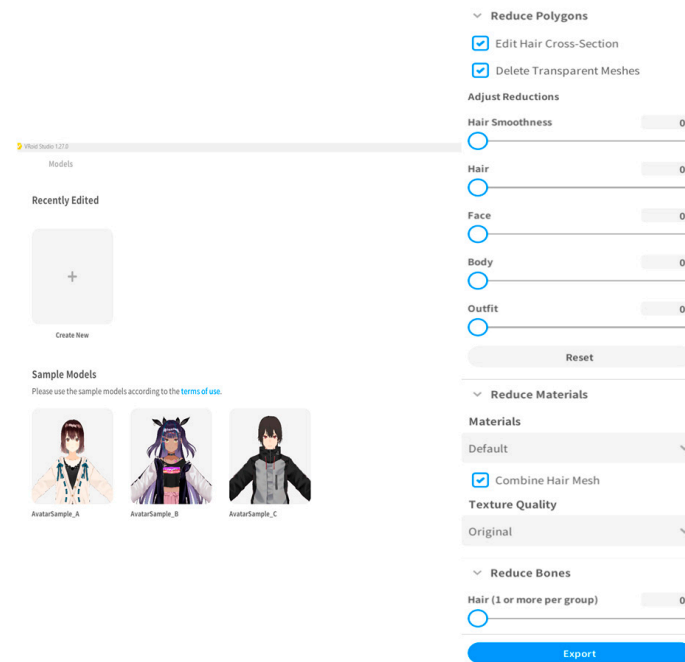 VRoid Studio 1.27.0
Models
Recently Edited
+
Create New
Sample Models
Please use the sample models according to the terms of use.
AvatarSample_A
AvatarSample_B
AvatarSample_C
Reduce Polygons
Edit Hair Cross-Section
Delete Transparent Meshes
Adjust Reductions
Hair Smoothness 0
Hair 0
Face 0
Body 0
Outfit 0
Reset
Reduce Materials
Materials
Default
Combine Hair Mesh
Texture Quality
Original
Reduce Bones
Hair (1 or more per group) 0
Export